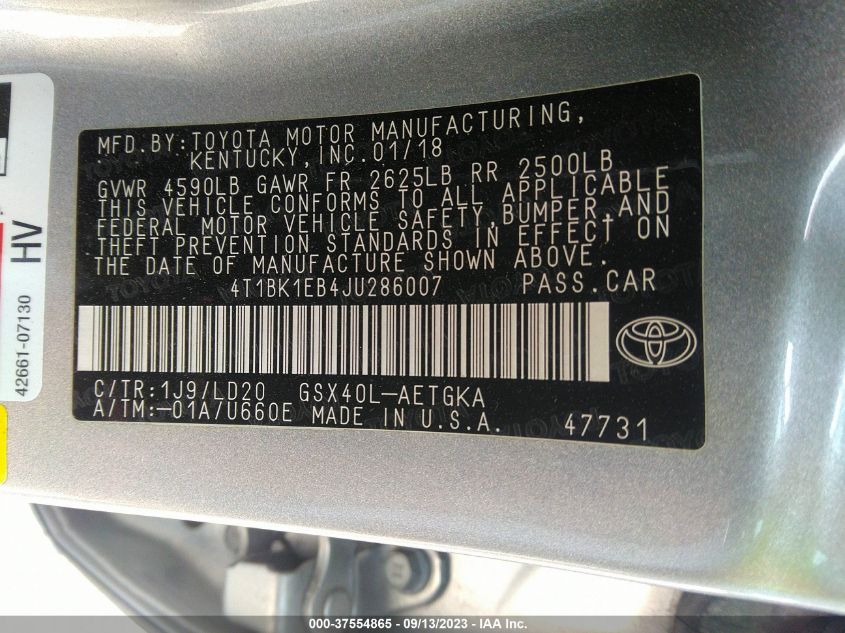 MFD.BY:TOYOTA MOTOR MANUFACTURING,
KENTUCKY,INC.01/18
GVWR 4590LB GAWR FR 2625LB RR 2500LB
THIS VEHICLE CONFORMS TO ALL APPLICABLE
FEDERAL MOTOR VEHICLE SAFETY,BUMPER,AND
THEFT PREVENTION STANDARDS IN EFFECT ON
THE DATE OF MANUFACTURE SHOWN ABOVE.
4T1BK1EB4JU286007 PASS.CAR
C/TR:1J9/LD20 GSX40L-AETGKA
A/TM:-01A/U660E MADE IN U.S.A. 47731
42661-07130
HV
000-37554865 - 09/13/2023 - IAA Inc.